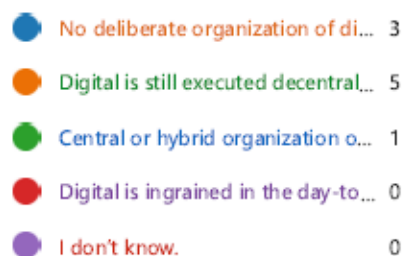 No deliberate organization of di... 3
Digital is still executed decentral... 5
Central or hybrid organization o... 1
Digital is ingrained in the day-to... 0
I don't know. 0